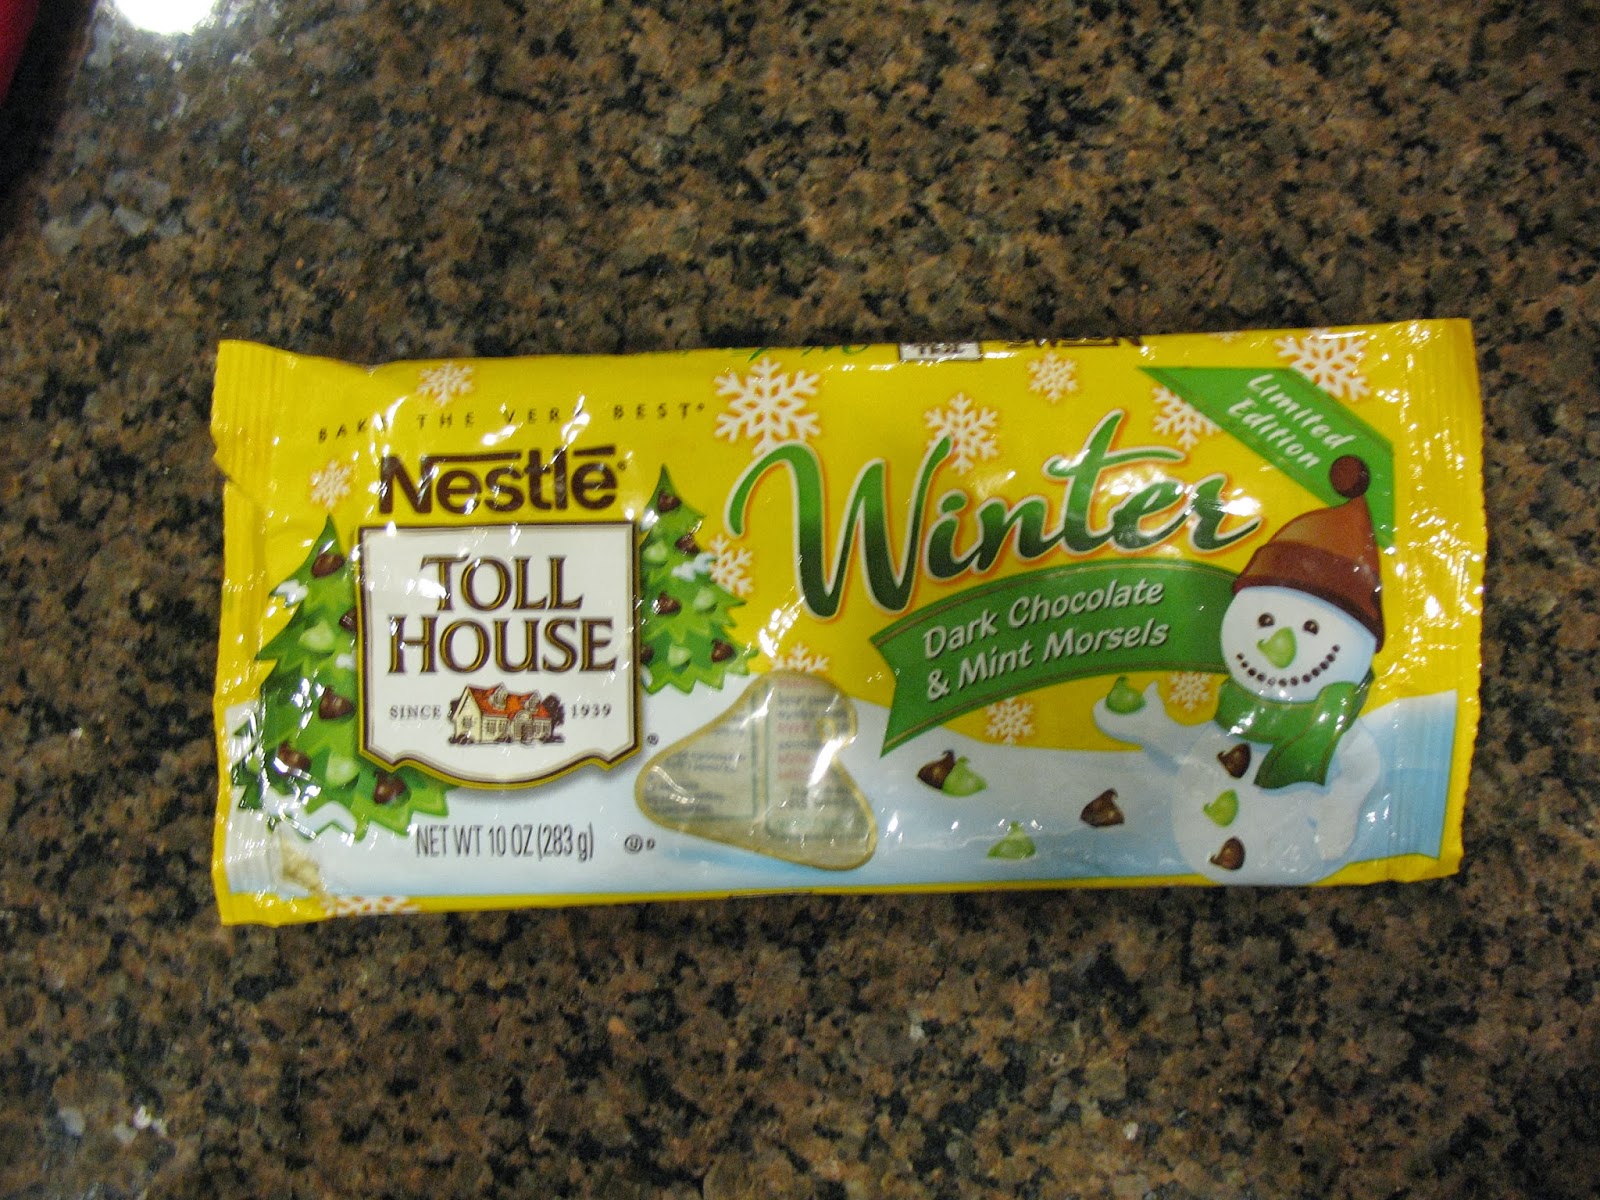 BAKE THE VERY BEST®
Nestlé®
TOLL
HOUSE
SINCE 1939
®
NET WT 10 OZ (283 g)
U D
Winter
Dark Chocolate
& Mint Morsels
Limited
Edition